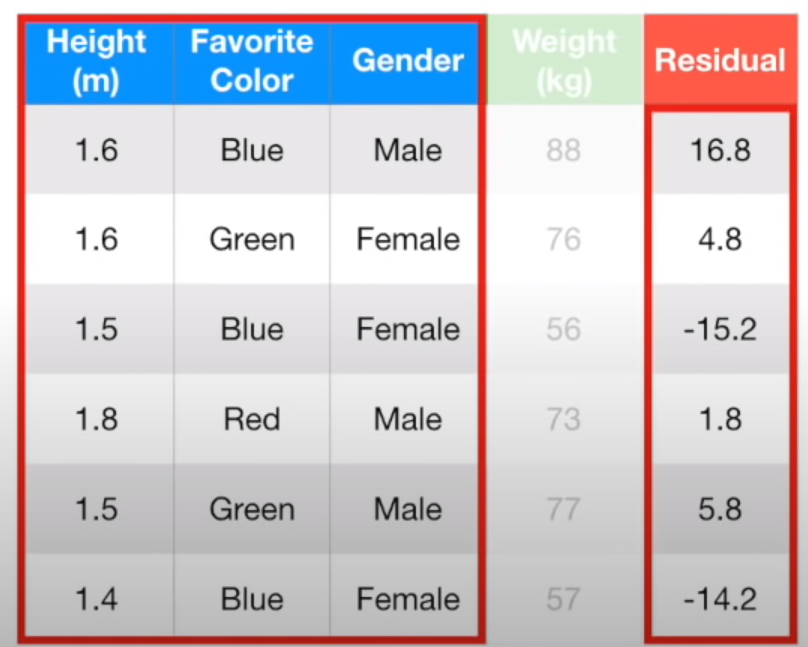 Height (m) Favorite Color Gender Weight (kg) Residual
1.6 Blue Male 88 16.8
1.6 Green Female 76 4.8
1.5 Blue Female 56 -15.2
1.8 Red Male 73 1.8
1.5 Green Male 77 5.8
1.4 Blue Female 57 -14.2